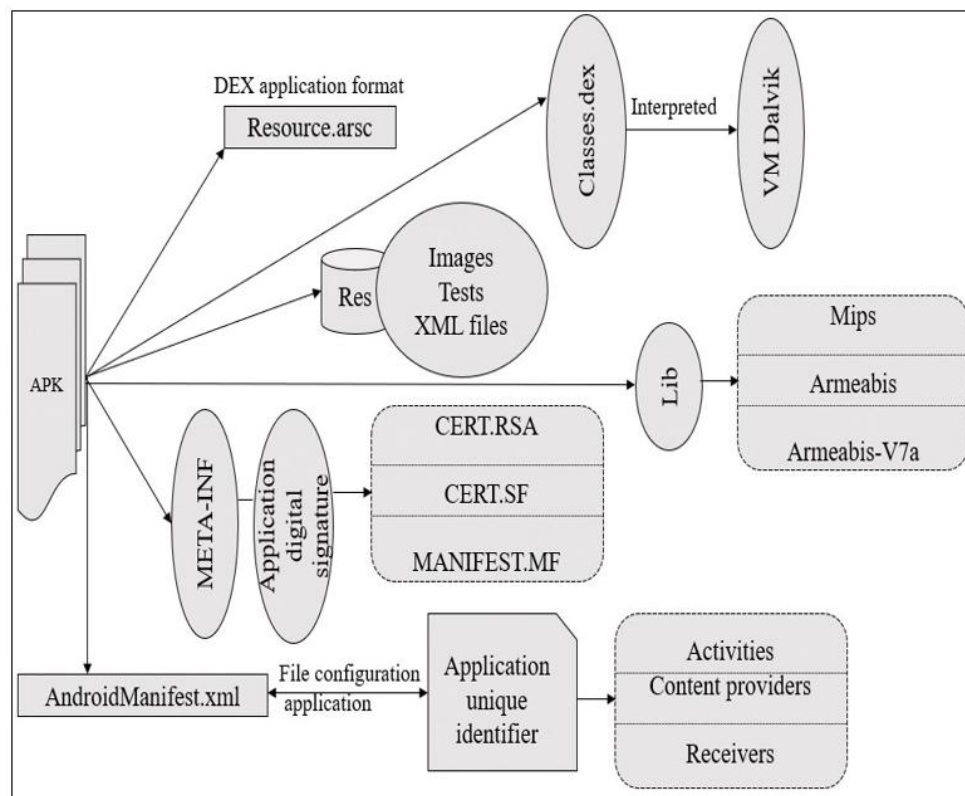 DEX application format
Resource.arsc
Classes.dex
Interpreted
VM Dalvik
Res
Images
Tests
XML files
APK
Lib
Mips
Armeabis
Armeabis-V7a
META-INF
Application
digital
signature
CERT.RSA
CERT.SF
MANIFEST.MF
AndroidManifest.xml
File configuration
application
Application
unique
identifier
Activities
Content providers
Receivers